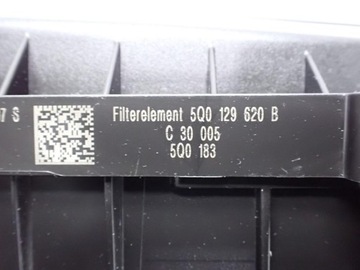 7 S
Filterelement 5Q0 129 620 B
C 30 005
5Q0 183